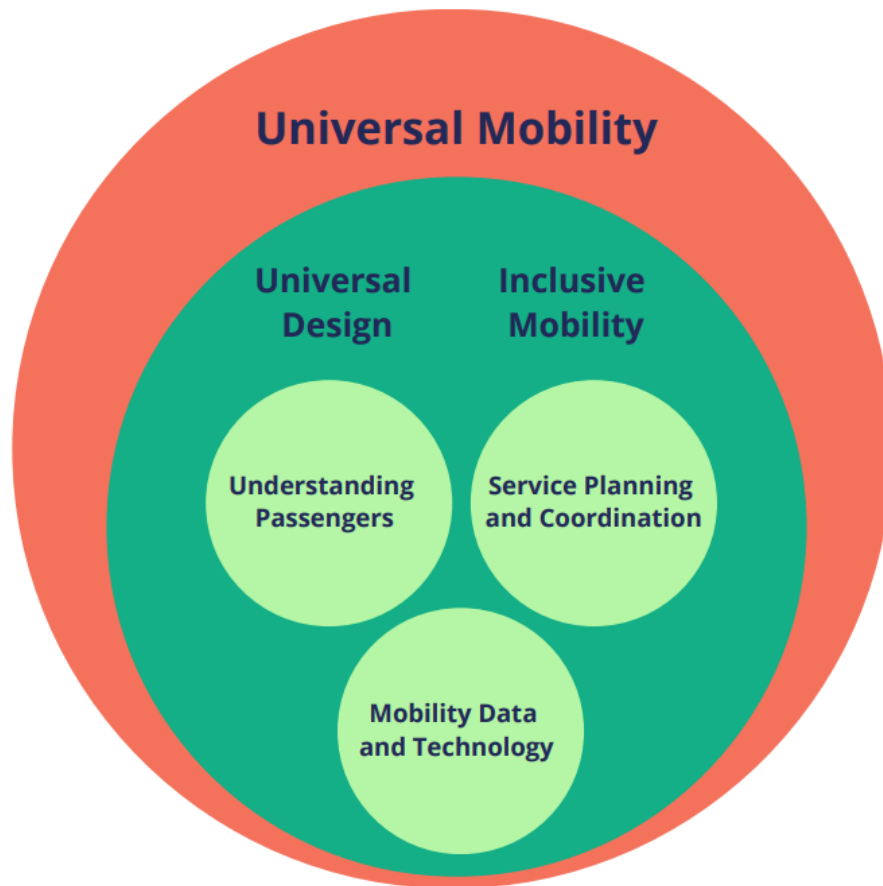 Universal Mobility
Universal
Design
Inclusive
Mobility
Understanding
Passengers
Service Planning
and Coordination
Mobility Data
and Technology